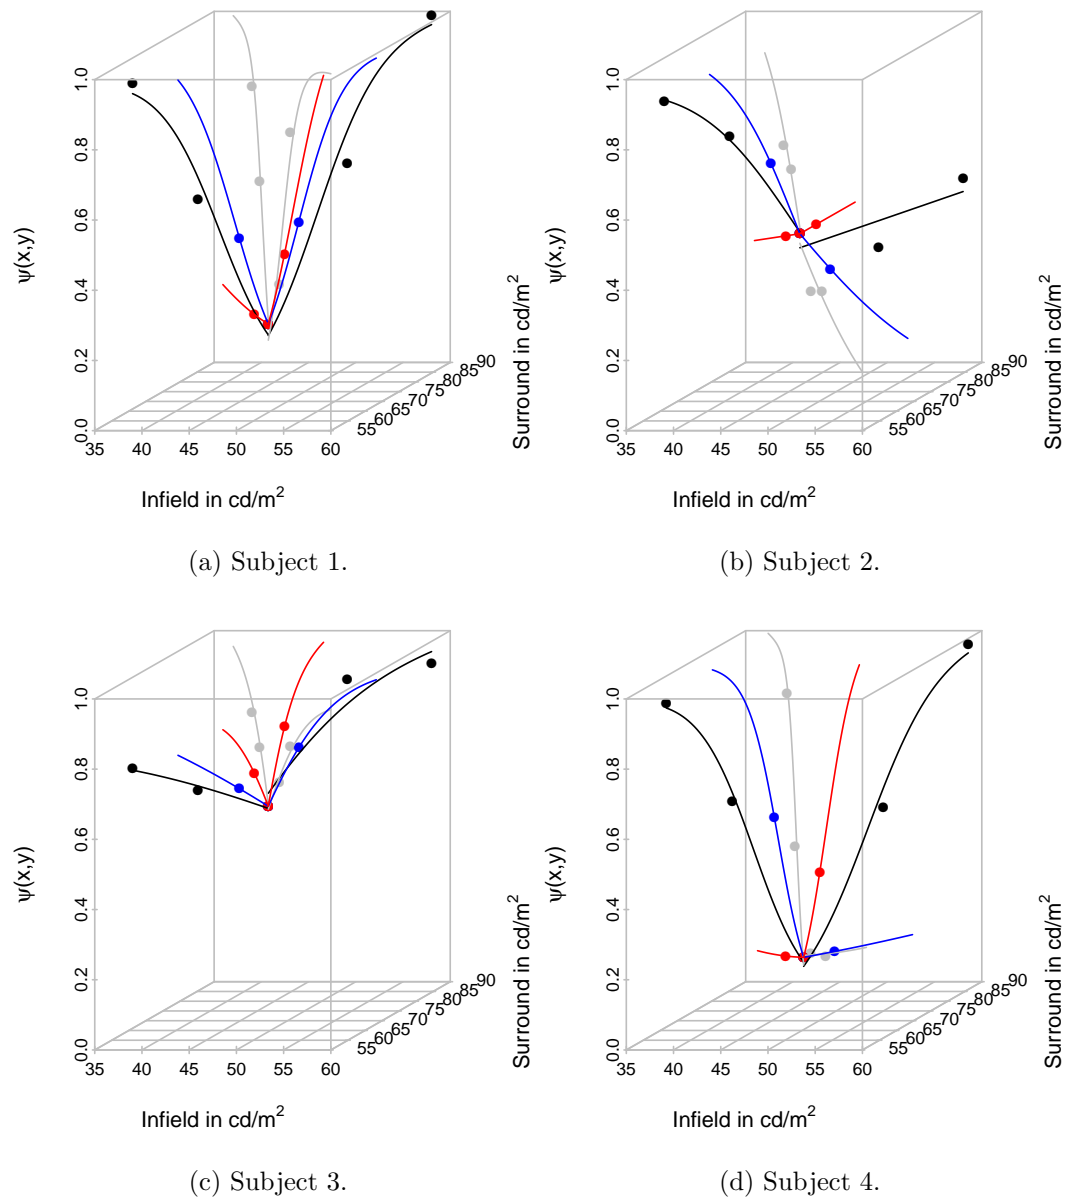 1.0
0.8
0.6
0.4
0.2
0.0
ψ(x,y)
35 40 45 50 55 60
55 60 65 70 75 80 85 90
Surround in cd/m²
Infield in cd/m²
(a) Subject 1.
1.0
0.8
0.6
0.4
0.2
0.0
ψ(x,y)
35 40 45 50 55 60
55 60 65 70 75 80 85 90
Surround in cd/m²
Infield in cd/m²
(b) Subject 2.
1.0
0.8
0.6
0.4
0.2
0.0
ψ(x,y)
35 40 45 50 55 60
55 60 65 70 75 80 85 90
Surround in cd/m²
Infield in cd/m²
(c) Subject 3.
1.0
0.8
0.6
0.4
0.2
0.0
ψ(x,y)
35 40 45 50 55 60
55 60 65 70 75 80 85 90
Surround in cd/m²
Infield in cd/m²
(d) Subject 4.